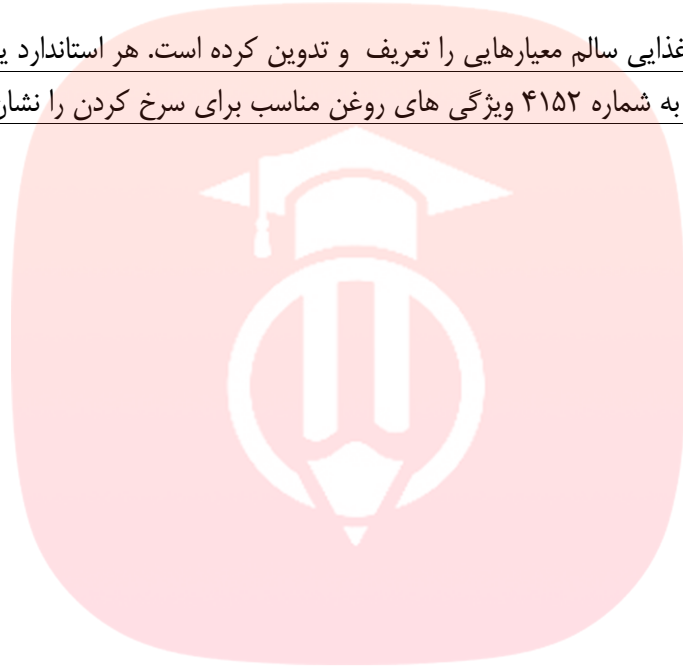 غذایی سالم معیارهایی را تعریف و تدوین کرده است. هر استاندارد
به شماره ۴۱۵۲ ویژگی های روغن مناسب برای سرخ کردن را